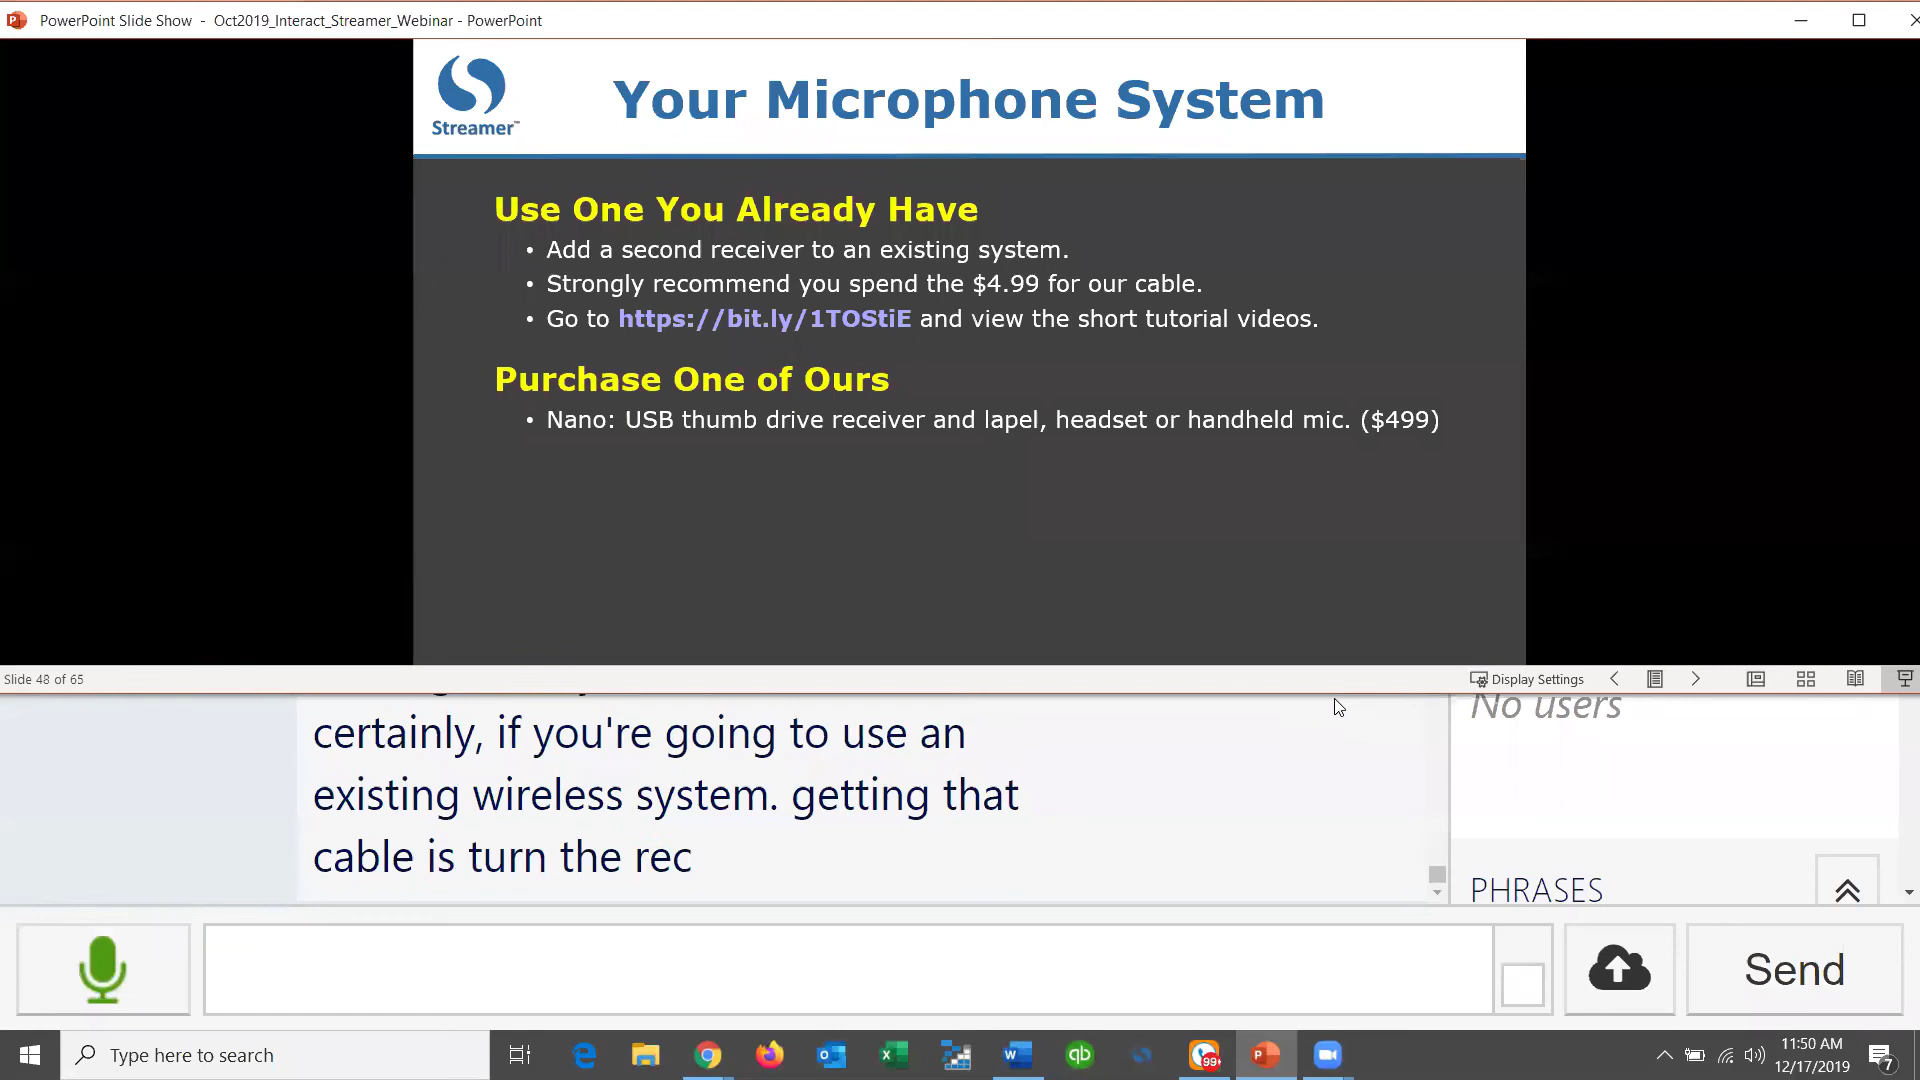 PowerPoint Slide Show - Oct2019_Interact_Streamer_Webinar - PowerPoint
Streamer™
Your Microphone System
Use One You Already Have
• Add a second receiver to an existing system.
• Strongly recommend you spend the $4.99 for our cable.
• Go to https://bit.ly/1TOStiE and view the short tutorial videos.
Purchase One of Ours
• Nano: USB thumb drive receiver and lapel, headset or handheld mic. ($499)
Slide 48 of 65
Display Settings
No users
certainly, if you're going to use an
existing wireless system. getting that
cable is turn the rec
PHRASES
Send
Type here to search
99+
11:50 AM
12/17/2019
7